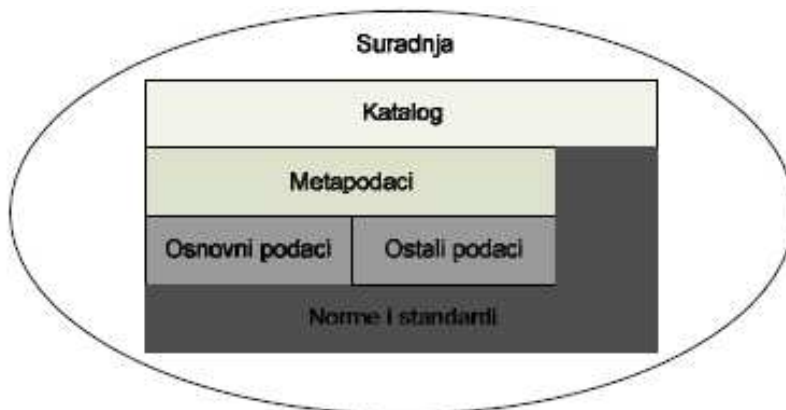 Suradnja
Katalog
Metapodaci
Osnovni podaci
Ostali podaci
Norme i standardi